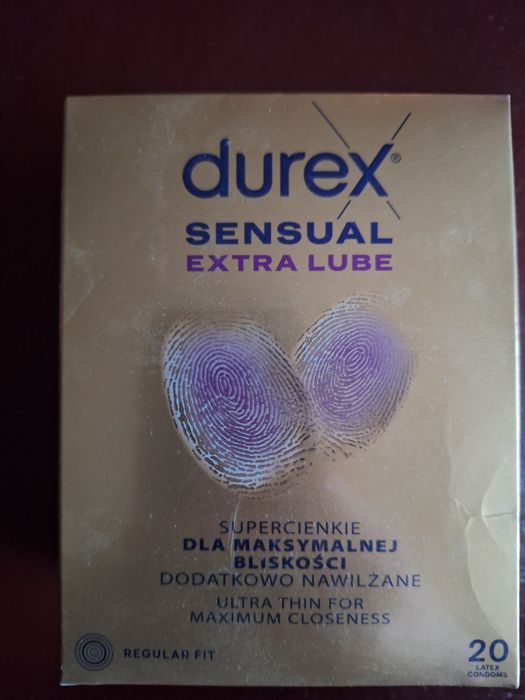 durex®
SENSUAL
EXTRA LUBE
SUPERCIENKIE
DLA MAKSYMALNEJ
BLISKOŚCI
DODATKOWO NAWILŻANE
ULTRA THIN FOR
MAXIMUM CLOSENESS
REGULAR FIT
20
LATEX
CONDOMS